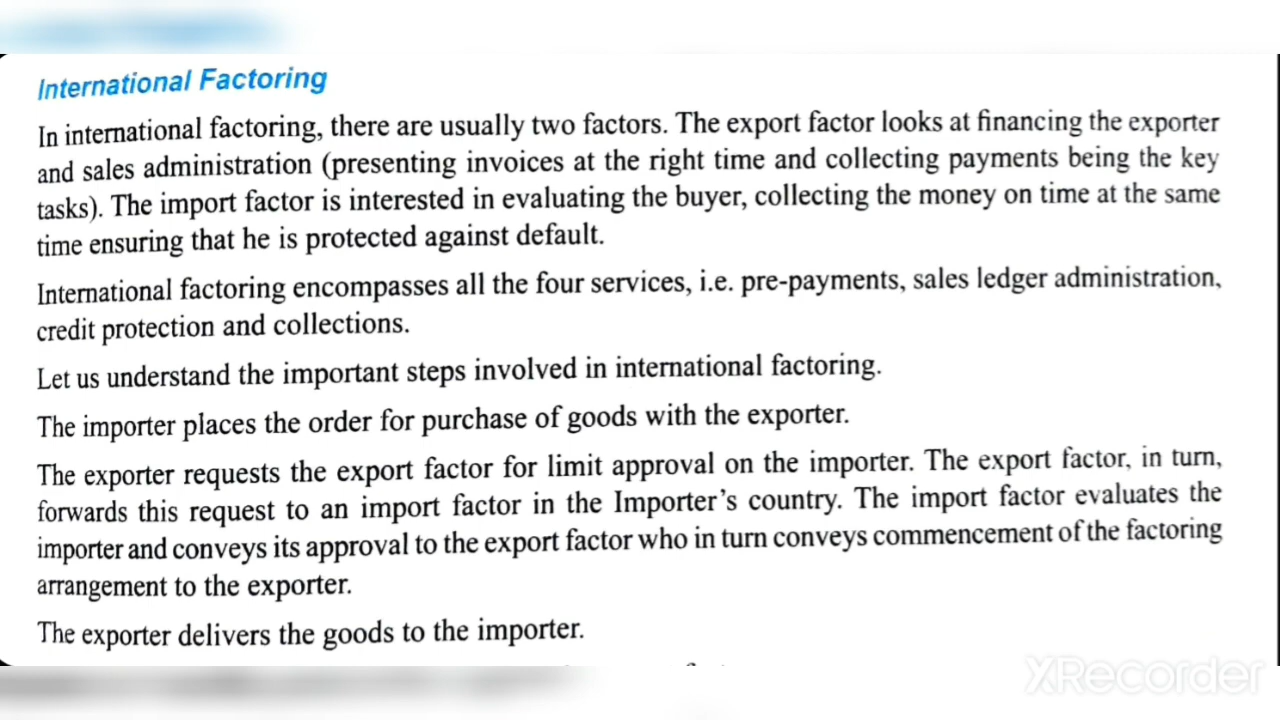 International Factoring
In international factoring, there are usually two factors. The export factor looks at financing the exporter
and sales administration (presenting invoices at the right time and collecting payments being the key
tasks). The import factor is interested in evaluating the buyer, collecting the money on time at the same
time ensuring that he is protected against default.
International factoring encompasses all the four services, i.e. pre-payments, sales ledger administration,
credit protection and collections.
Let us understand the important steps involved in international factoring.
The importer places the order for purchase of goods with the exporter.
The exporter requests the export factor for limit approval on the importer. The export factor, in turn,
forwards this request to an import factor in the Importer's country. The import factor evaluates the
importer and conveys its approval to the export factor who in turn conveys commencement of the factoring
arrangement to the exporter.
The exporter delivers the goods to the importer.
XRecorder